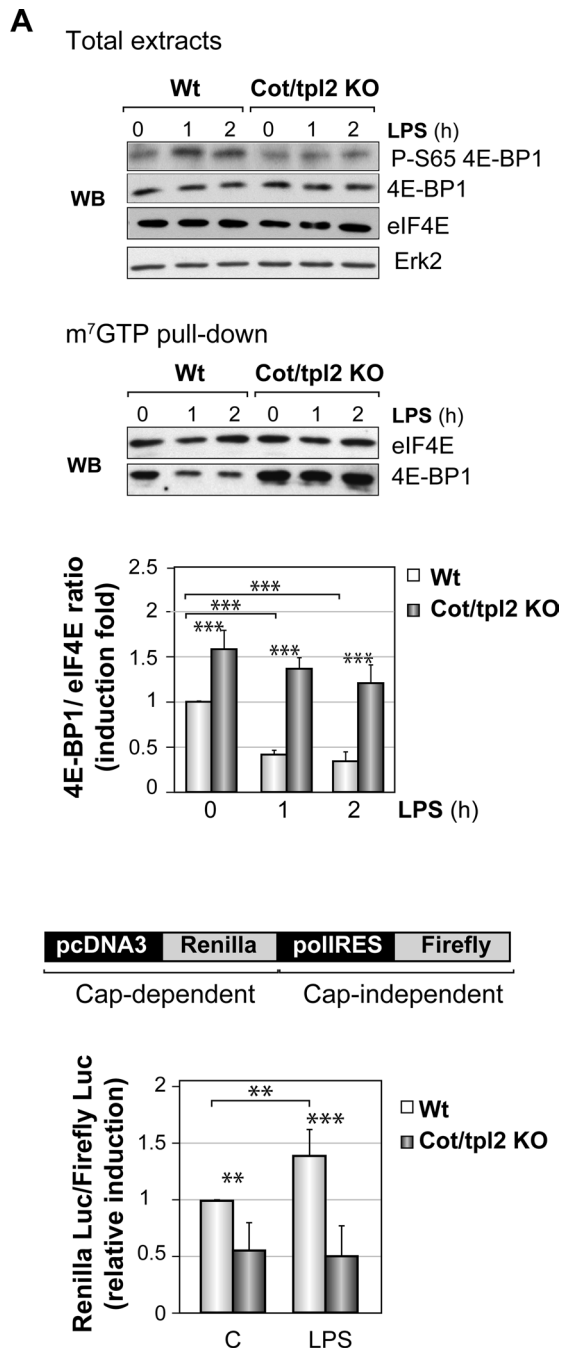 A
Total extracts
Wt Cot/tpl2 KO
0 1 2 0 1 2 LPS (h)
P-S65 4E-BP1
WB 4E-BP1
eIF4E
Erk2
m⁷GTP pull-down
Wt Cot/tpl2 KO
0 1 2 0 1 2 LPS (h)
eIF4E
WB
4E-BP1
4E-BP1/ eIF4E ratio
(induction fold)
2.5
2
1.5
1
0.5
0
***
***
*** *** ***
Wt
Cot/tpl2 KO
0 1 2 LPS (h)
pcDNA3 Renilla polIRES Firefly
Cap-dependent Cap-independent
Renilla Luc/Firefly Luc
(relative induction)
2
1.5
1
0.5
0
**
***
**
Wt
Cot/tpl2 KO
C LPS